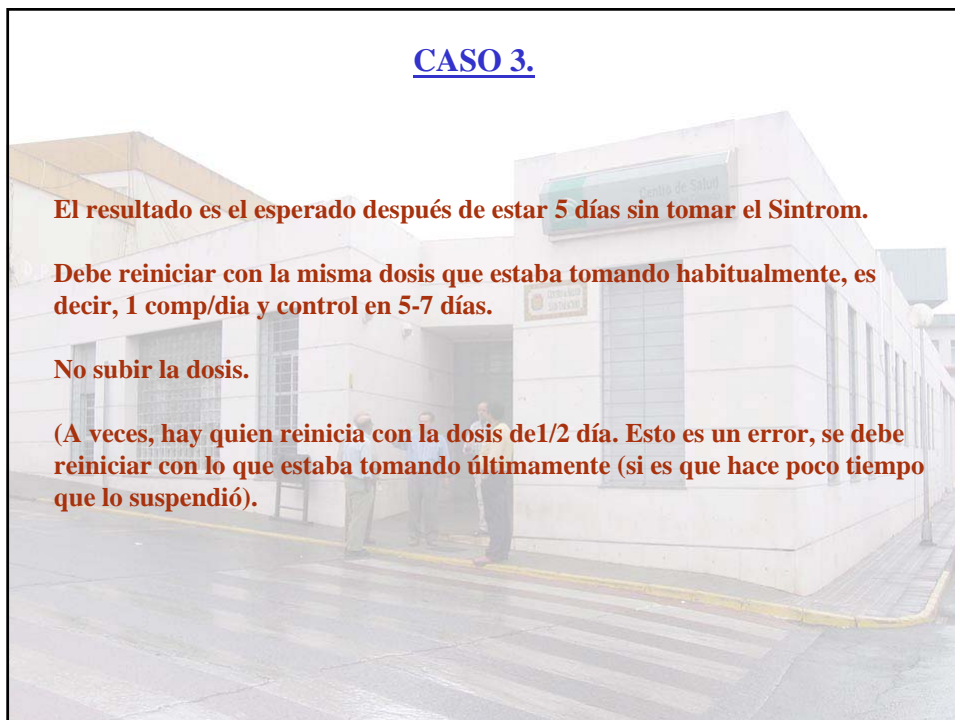 CASO 3.
Centro de Salud
El resultado es el esperado después de estar 5 días sin tomar el Sintrom.
Debe reiniciar con la misma dosis que estaba tomando habitualmente, es
decir, 1 comp/dia y control en 5-7 días.
No subir la dosis.
(A veces, hay quien reinicia con la dosis de1/2 día. Esto es un error, se debe
reiniciar con lo que estaba tomando últimamente (si es que hace poco tiempo
que lo suspendió).